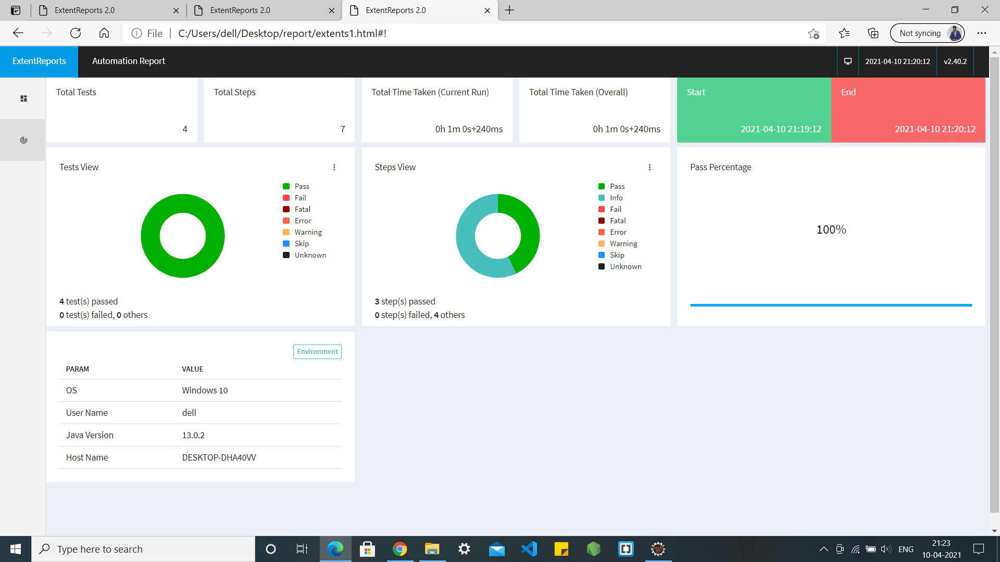 ExtentReports 2.0
ExtentReports 2.0
ExtentReports 2.0
File
C:/Users/dell/Desktop/report/extents1.html#!
Not syncing
ExtentReports
Automation Report
2021-04-10 21:20:12
v2.40.2
Total Tests
4
Total Steps
7
Total Time Taken (Current Run)
0h 1m 0s+240ms
Total Time Taken (Overall)
0h 1m 0s+240ms
Start
2021-04-10 21:19:12
End
2021-04-10 21:20:12
Tests View
Pass
Fail
Fatal
Error
Warning
Skip
Unknown
4 test(s) passed
0 test(s) failed, 0 others
Steps View
Pass
Info
Fail
Fatal
Error
Warning
Skip
Unknown
3 step(s) passed
0 step(s) failed, 4 others
Pass Percentage
100%
Environment
PARAM VALUE
OS Windows 10
User Name dell
Java Version 13.0.2
Host Name DESKTOP-DHA40VV
Type here to search
ENG
21:23
10-04-2021